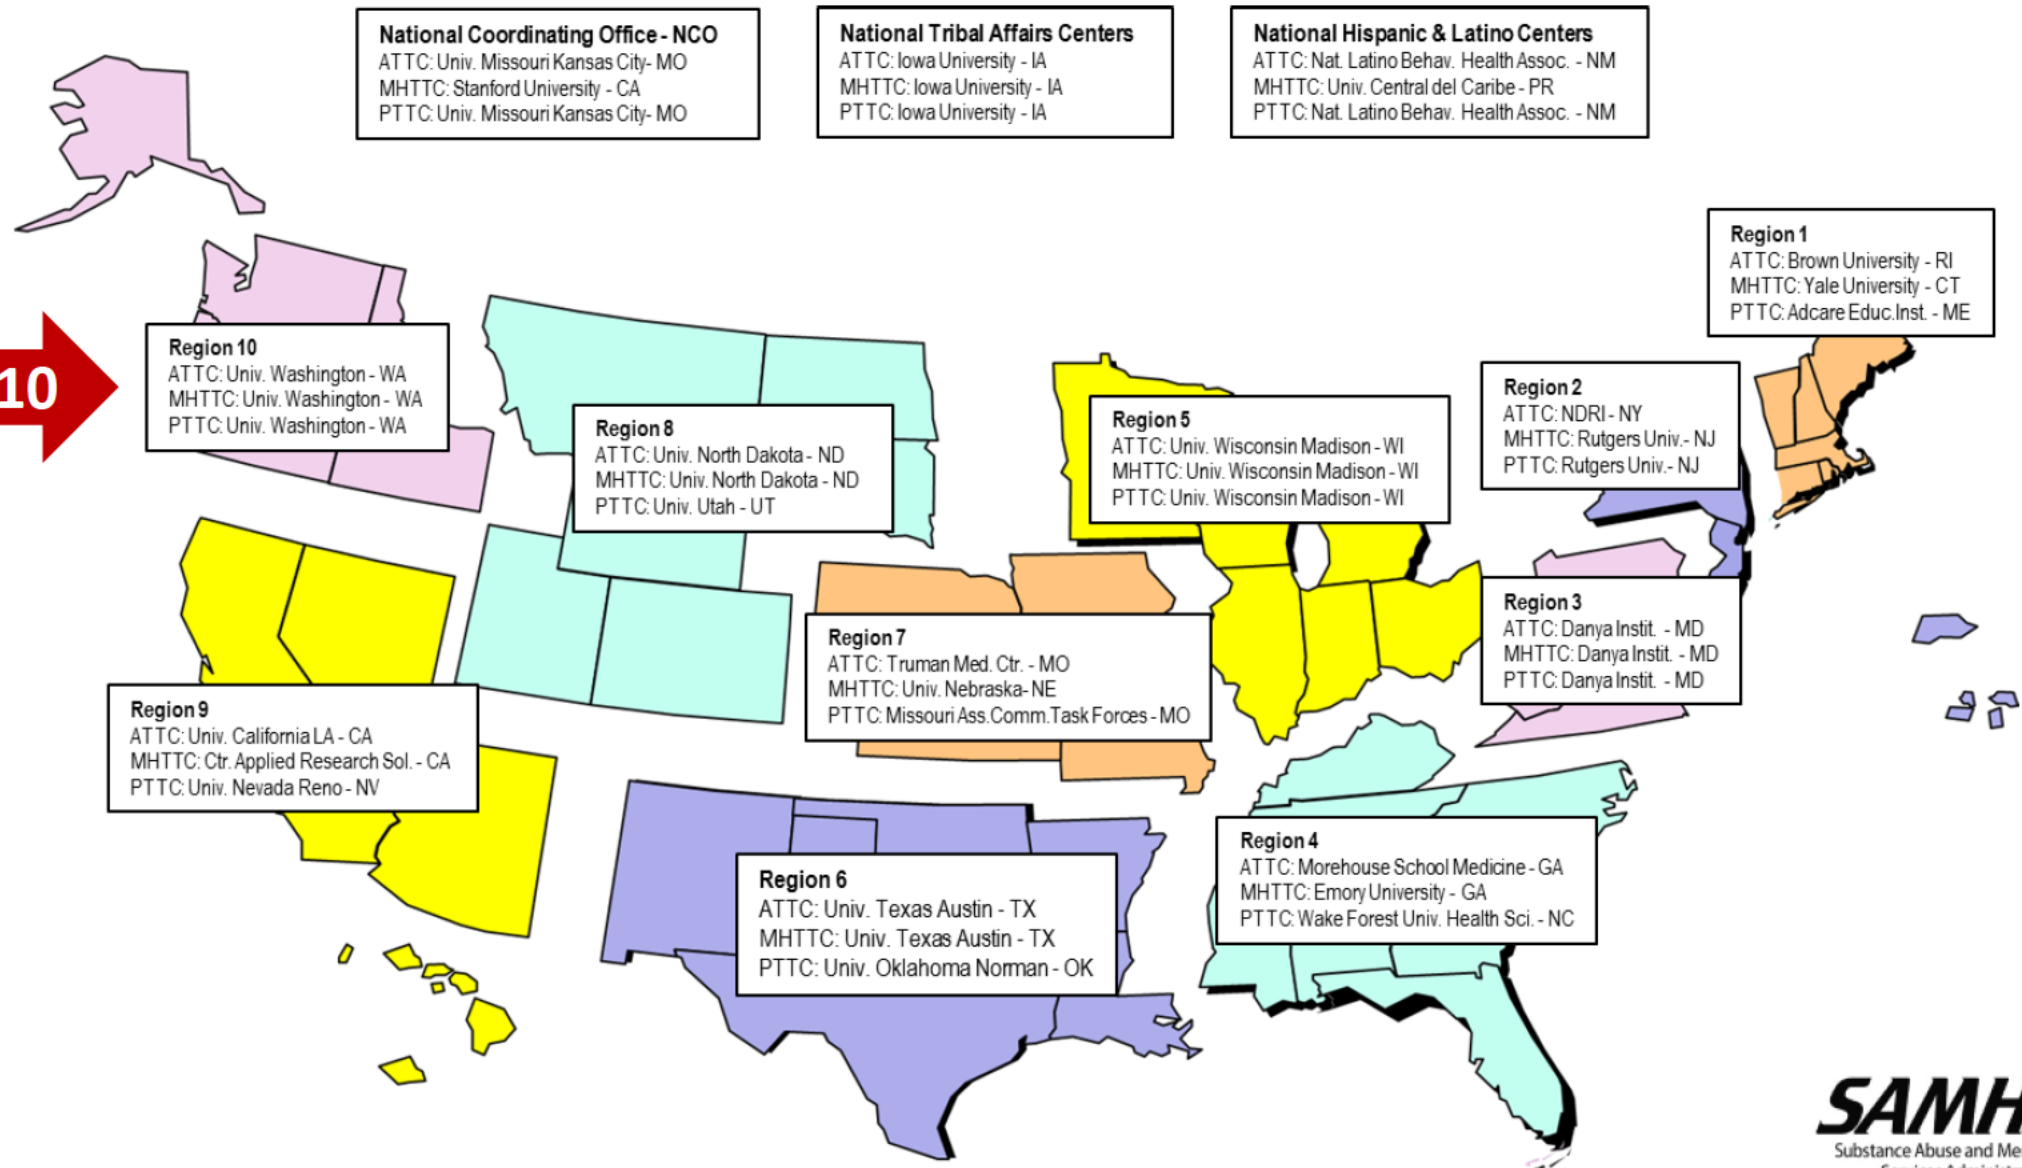 National Coordinating Office - NCO
ATTC: Univ. Missouri Kansas City- MO
MHTTC: Stanford University - CA
PTTC: Univ. Missouri Kansas City- MO
National Tribal Affairs Centers
ATTC: Iowa University - IA
MHTTC: Iowa University - IA
PTTC: Iowa University - IA
National Hispanic & Latino Centers
ATTC: Nat. Latino Behav. Health Assoc. - NM
MHTTC: Univ. Central del Caribe - PR
PTTC: Nat. Latino Behav. Health Assoc. - NM
Region 1
ATTC: Brown University - RI
MHTTC: Yale University - CT
PTTC: Adcare Educ.Inst. - ME
10
Region 10
ATTC: Univ. Washington - WA
MHTTC: Univ. Washington - WA
PTTC: Univ. Washington - WA
Region 8
ATTC: Univ. North Dakota - ND
MHTTC: Univ. North Dakota - ND
PTTC: Univ. Utah - UT
Region 5
ATTC: Univ. Wisconsin Madison - WI
MHTTC: Univ. Wisconsin Madison - WI
PTTC: Univ. Wisconsin Madison - WI
Region 2
ATTC: NDRI - NY
MHTTC: Rutgers Univ.- NJ
PTTC: Rutgers Univ.- NJ
Region 3
ATTC: Danya Instit. - MD
MHTTC: Danya Instit. - MD
PTTC: Danya Instit. - MD
Region 7
ATTC: Truman Med. Ctr. - MO
MHTTC: Univ. Nebraska- NE
PTTC: Missouri Ass.Comm.Task Forces - MO
Region 9
ATTC: Univ. California LA - CA
MHTTC: Ctr. Applied Research Sol. - CA
PTTC: Univ. Nevada Reno - NV
Region 6
ATTC: Univ. Texas Austin - TX
MHTTC: Univ. Texas Austin - TX
PTTC: Univ. Oklahoma Norman - OK
Region 4
ATTC: Morehouse School Medicine - GA
MHTTC: Emory University - GA
PTTC: Wake Forest Univ. Health Sci. - NC
SAMH
Substance Abuse and Me